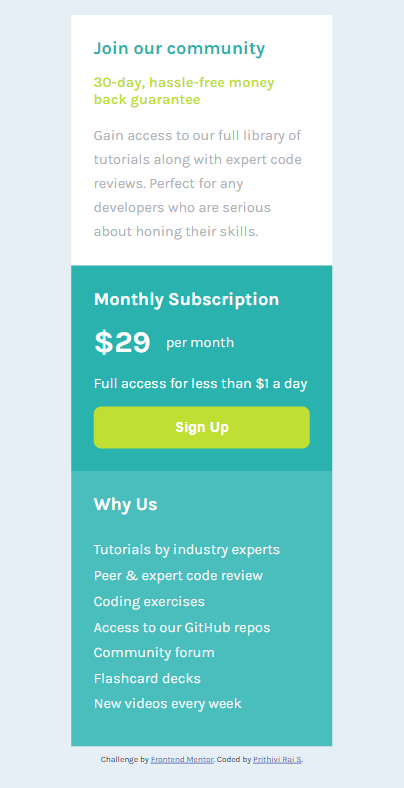 Join our community
30-day, hassle-free money
back guarantee
Gain access to our full library of
tutorials along with expert code
reviews. Perfect for any
developers who are serious
about honing their skills.
Monthly Subscription
$29 per month
Full access for less than $1 a day
Sign Up
Why Us
Tutorials by industry experts
Peer & expert code review
Coding exercises
Access to our GitHub repos
Community forum
Flashcard decks
New videos every week
Challenge by Frontend Mentor. Coded by Prithivi Raj S.